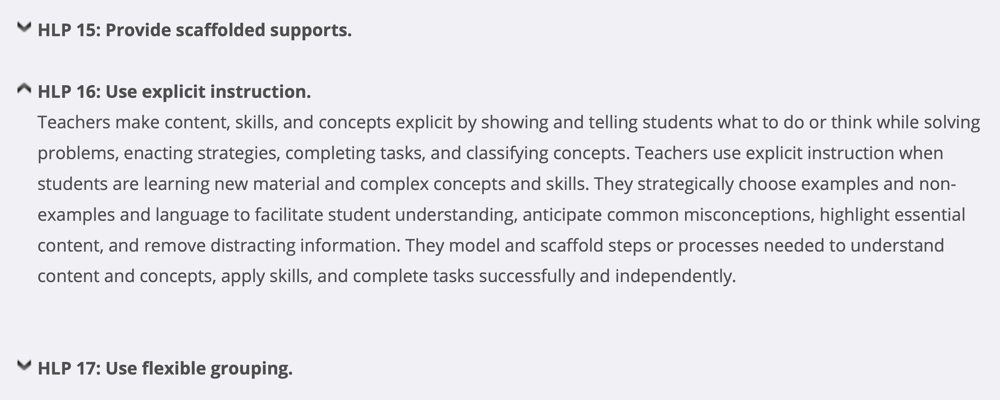 HLP 15: Provide scaffolded supports.
HLP 16: Use explicit instruction.
Teachers make content, skills, and concepts explicit by showing and telling students what to do or think while solving
problems, enacting strategies, completing tasks, and classifying concepts. Teachers use explicit instruction when
students are learning new material and complex concepts and skills. They strategically choose examples and non-
examples and language to facilitate student understanding, anticipate common misconceptions, highlight essential
content, and remove distracting information. They model and scaffold steps or processes needed to understand
content and concepts, apply skills, and complete tasks successfully and independently.
HLP 17: Use flexible grouping.